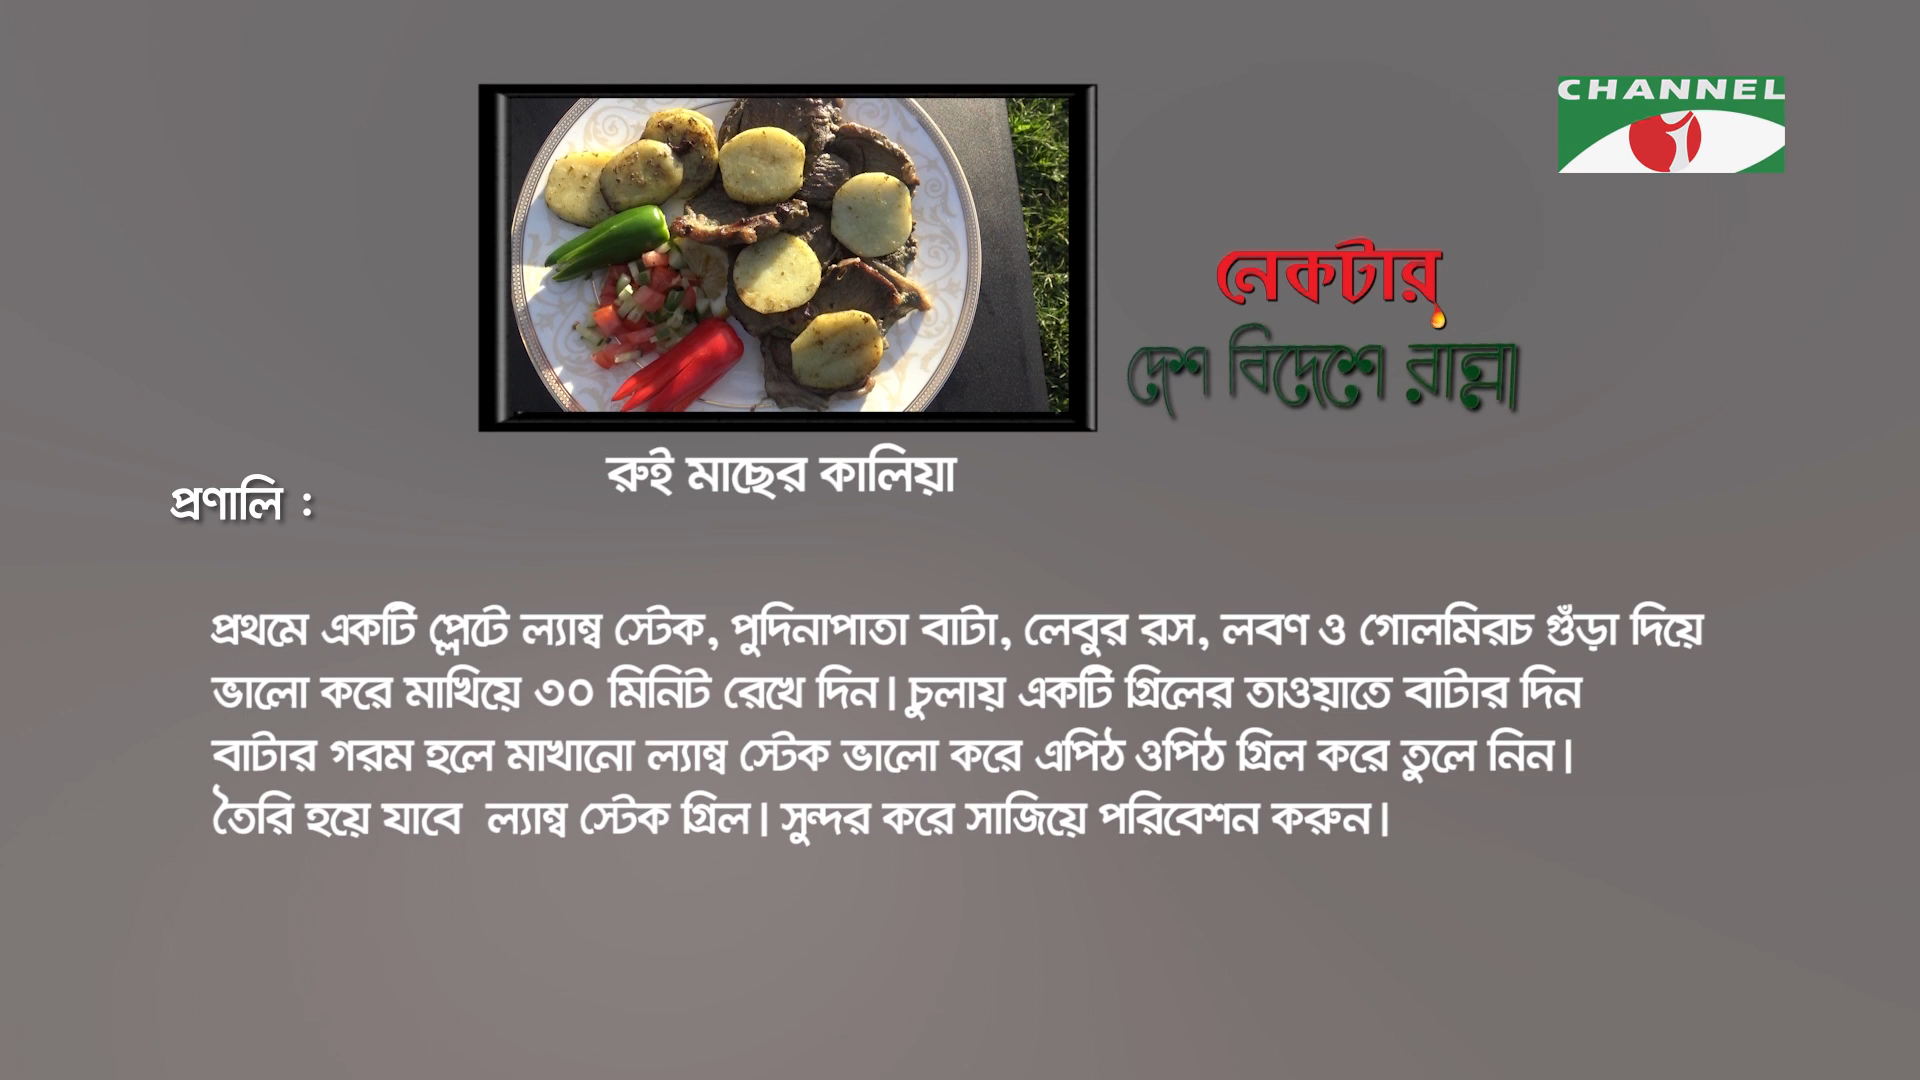 CHANNEL i
নেকটার
দেশ বিদেশে রান্না
রুই মাছের কালিয়া
প্রণালি :
প্রথমে একটি প্লেটে ল্যাম্ব স্টেক, পুদিনাপাতা বাটা, লেবুর রস, লবণ ও গোলমিরচ গুঁড়া দিয়ে
ভালো করে মাখিয়ে ৩০ মিনিট রেখে দিন। চুলায় একটি গ্রিলের তাওয়াতে বাটার দিন
বাটার গরম হলে মাখানো ল্যাম্ব স্টেক ভালো করে এপিঠ ওপিঠ গ্রিল করে তুলে নিন।
তৈরি হয়ে যাবে ল্যাম্ব স্টেক গ্রিল। সুন্দর করে সাজিয়ে পরিবেশন করুন।